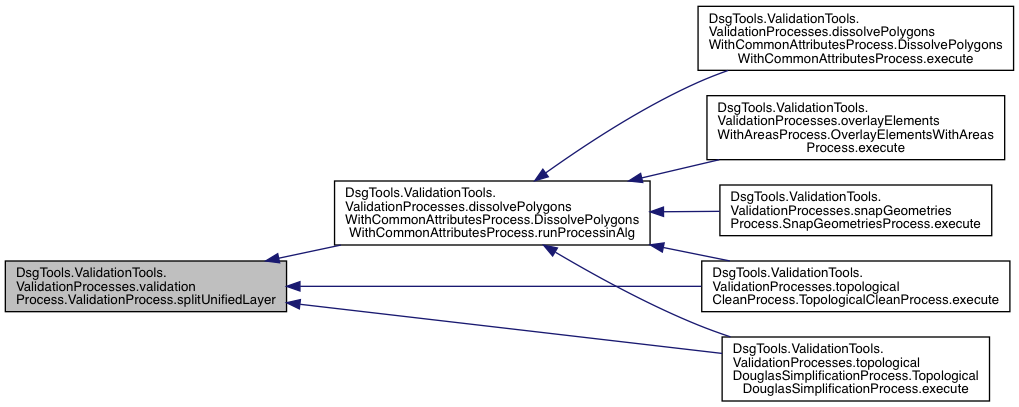 DsgTools.ValidationTools.
ValidationProcesses.dissolvePolygons
WithCommonAttributesProcess.DissolvePolygons
WithCommonAttributesProcess.execute
DsgTools.ValidationTools.
ValidationProcesses.overlayElements
WithAreasProcess.OverlayElementsWithAreas
Process.execute
DsgTools.ValidationTools.
ValidationProcesses.dissolvePolygons
WithCommonAttributesProcess.DissolvePolygons
WithCommonAttributesProcess.runProcessinAlg
DsgTools.ValidationTools.
ValidationProcesses.snapGeometries
Process.SnapGeometriesProcess.execute
DsgTools.ValidationTools.
ValidationProcesses.validation
Process.ValidationProcess.splitUnifiedLayer
DsgTools.ValidationTools.
ValidationProcesses.topological
CleanProcess.TopologicalCleanProcess.execute
DsgTools.ValidationTools.
ValidationProcesses.topological
DouglasSimplificationProcess.Topological
DouglasSimplificationProcess.execute